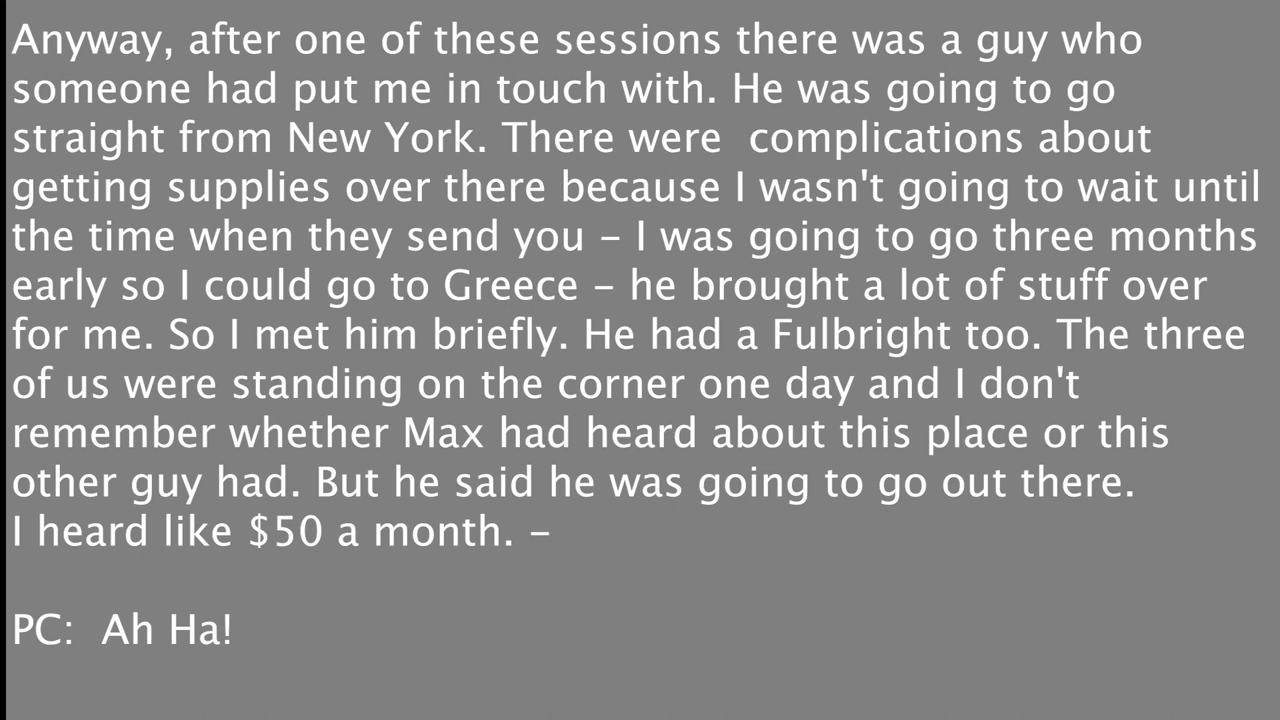 Anyway, after one of these sessions there was a guy who
someone had put me in touch with. He was going to go
straight from New York. There were  complications about
getting supplies over there because I wasn't going to wait until
the time when they send you – I was going to go three months
early so I could go to Greece – he brought a lot of stuff over
for me. So I met him briefly. He had a Fulbright too. The three
of us were standing on the corner one day and I don't
remember whether Max had heard about this place or this
other guy had. But he said he was going to go out there.
I heard like $50 a month. –
PC:  Ah Ha!